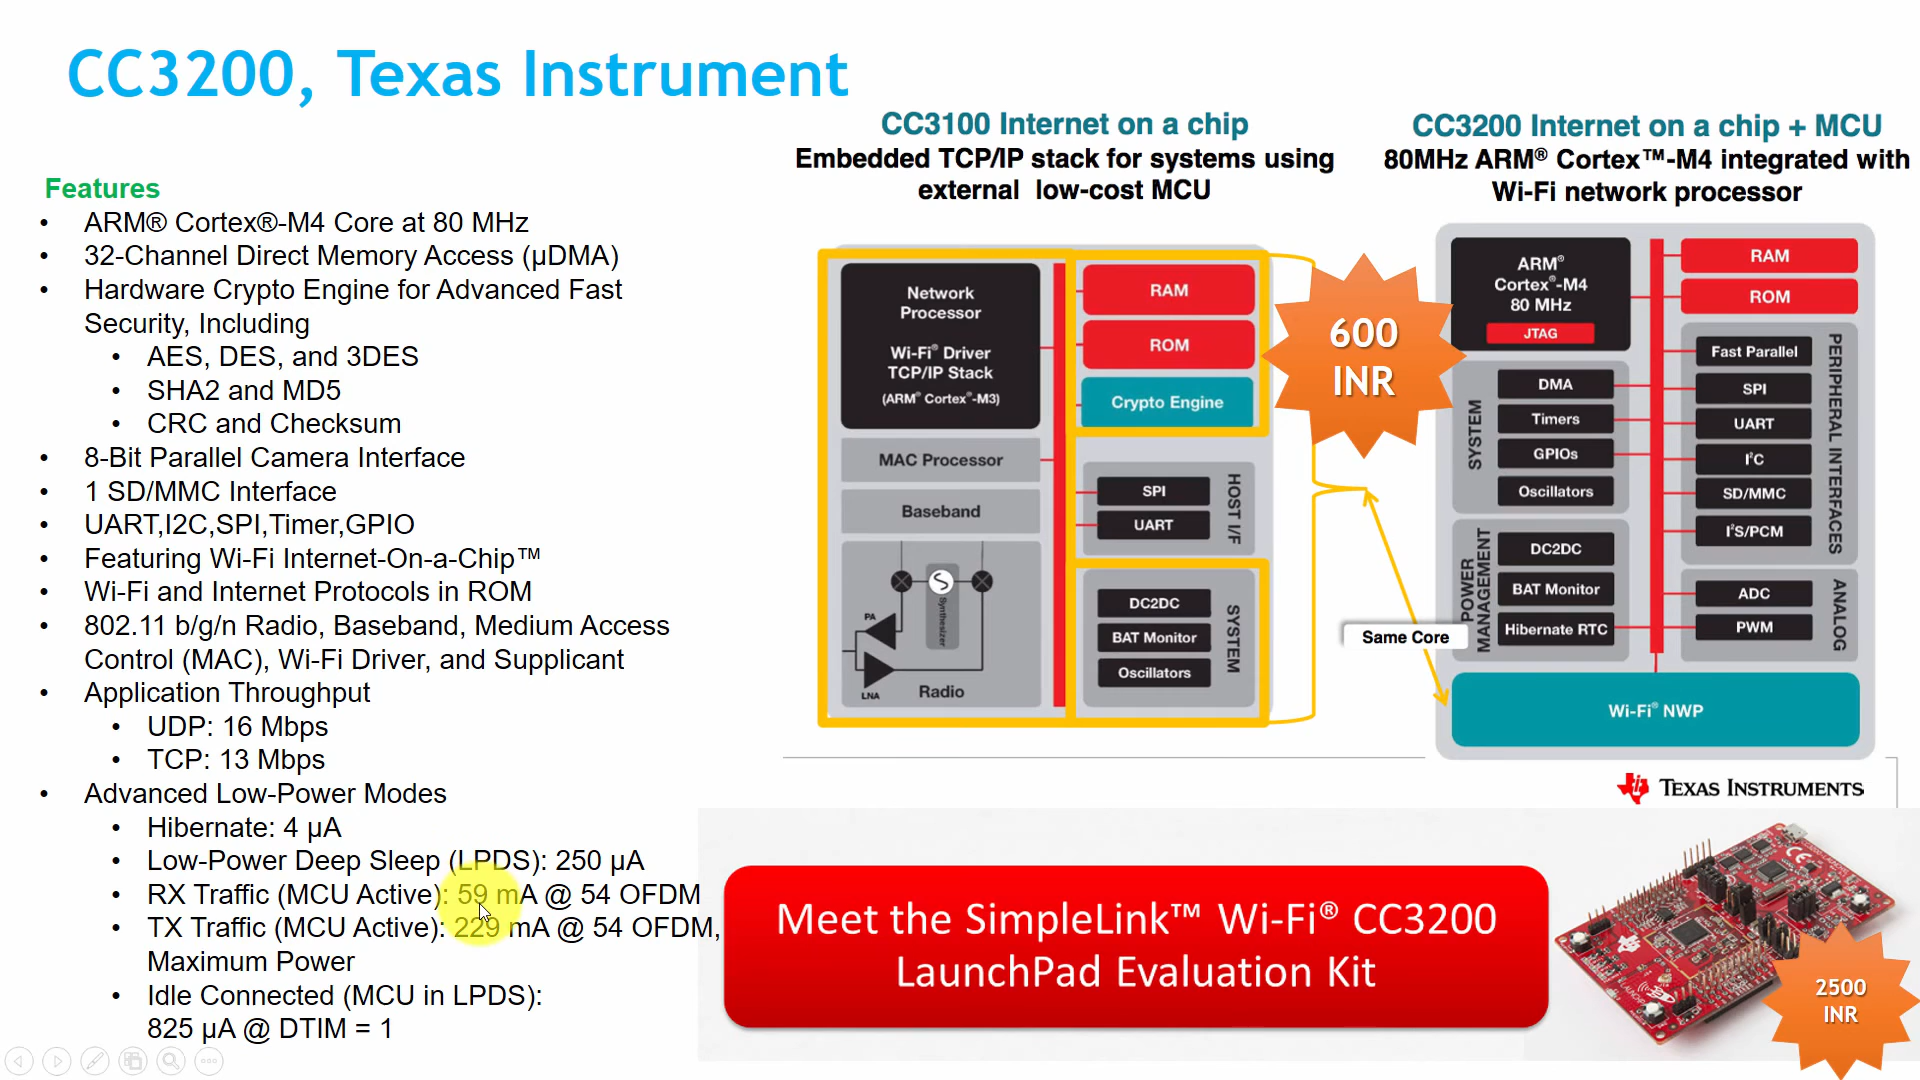 CC3200, Texas Instrument
Features
• ARM® Cortex®-M4 Core at 80 MHz
• 32-Channel Direct Memory Access (µDMA)
• Hardware Crypto Engine for Advanced Fast
Security, Including
• AES, DES, and 3DES
• SHA2 and MD5
• CRC and Checksum
• 8-Bit Parallel Camera Interface
• 1 SD/MMC Interface
• UART,I2C,SPI,Timer,GPIO
• Featuring Wi-Fi Internet-On-a-Chip™
• Wi-Fi and Internet Protocols in ROM
• 802.11 b/g/n Radio, Baseband, Medium Access
Control (MAC), Wi-Fi Driver, and Supplicant
• Application Throughput
• UDP: 16 Mbps
• TCP: 13 Mbps
• Advanced Low-Power Modes
• Hibernate: 4 µA
• Low-Power Deep Sleep (LPDS): 250 µA
• RX Traffic (MCU Active): 59 mA @ 54 OFDM
• TX Traffic (MCU Active): 229 mA @ 54 OFDM,
Maximum Power
• Idle Connected (MCU in LPDS):
825 µA @ DTIM = 1
CC3100 Internet on a chip
Embedded TCP/IP stack for systems using
external low-cost MCU
Network
Processor
Wi-Fi® Driver
TCP/IP Stack
(ARM® Cortex®-M3)
MAC Processor
Baseband
Synthesizer
PA
LNA
Radio
RAM
ROM
Crypto Engine
SPI
UART
HOST I/F
DC2DC
BAT Monitor
Oscillators
SYSTEM
600
INR
Same Core
CC3200 Internet on a chip + MCU
80MHz ARM® Cortex™-M4 integrated with
Wi-Fi network processor
ARM®
Cortex®-M4
80 MHz
JTAG
RAM
ROM
SYSTEM
DMA
Timers
GPIOs
Oscillators
POWER
MANAGEMENT
DC2DC
BAT Monitor
Hibernate RTC
Fast Parallel
SPI
UART
I²C
SD/MMC
I²S/PCM
PERIPHERAL INTERFACES
ADC
PWM
ANALOG
Wi-Fi® NWP
TEXAS INSTRUMENTS
Meet the SimpleLink™ Wi-Fi® CC3200
LaunchPad Evaluation Kit
2500
INR